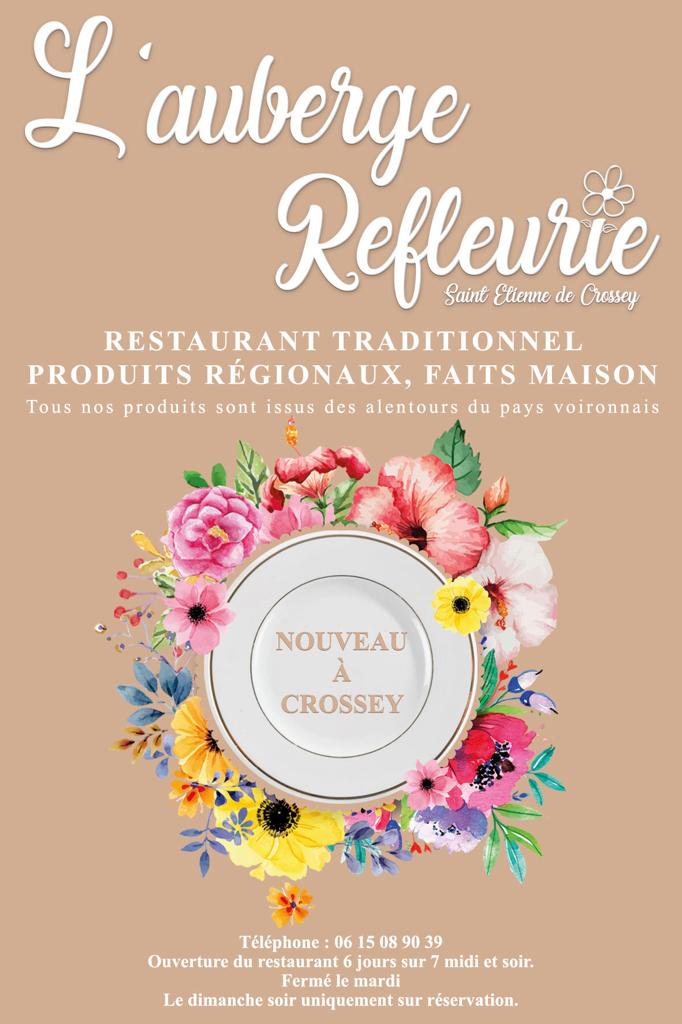 L'auberge
Refleurie
Saint Etienne de Crossey
RESTAURANT TRADITIONNEL
PRODUITS RÉGIONAUX, FAITS MAISON
Tous nos produits sont issus des alentours du pays voironnais
NOUVEAU
À
CROSSEY
Téléphone : 06 15 08 90 39
Ouverture du restaurant 6 jours sur 7 midi et soir.
Fermé le mardi
Le dimanche soir uniquement sur réservation.